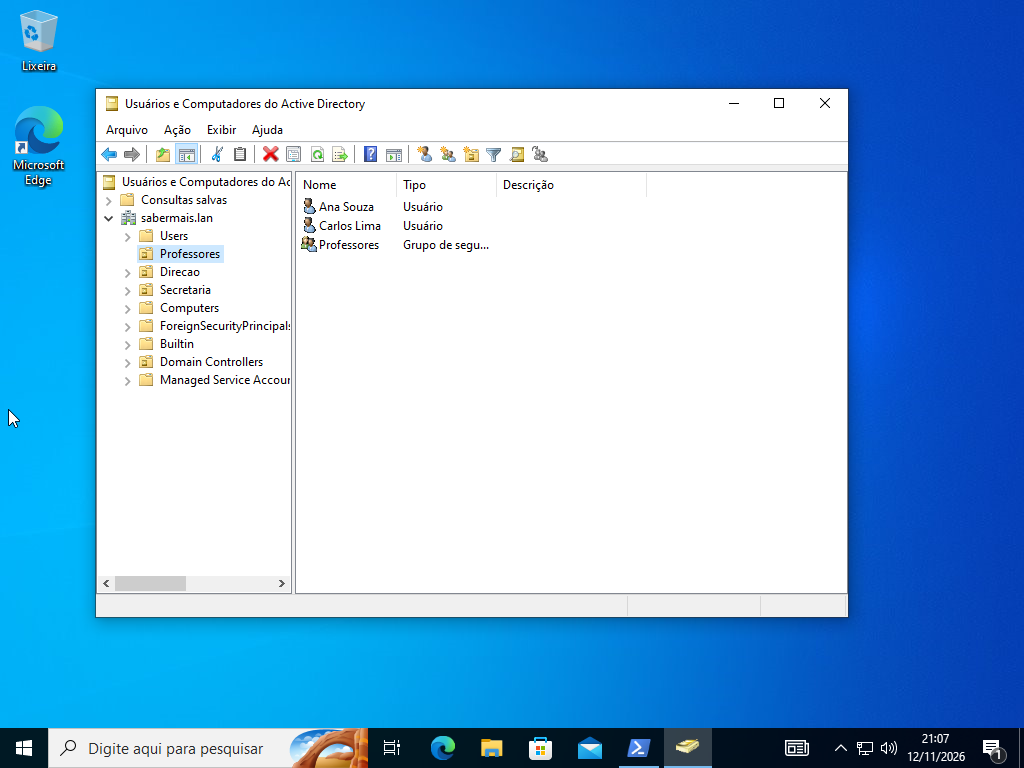 Lixeira
Microsoft
Edge
Usuários e Computadores do Active Directory
Arquivo Ação Exibir Ajuda
Usuários e Computadores do Ac
Consultas salvas
sabermais.lan
Users
Professores
Direcao
Secretaria
Computers
ForeignSecurityPrincipals
Builtin
Domain Controllers
Managed Service Accour
Nome Tipo Descrição
Ana Souza Usuário
Carlos Lima Usuário
Professores Grupo de segu...
Digite aqui para pesquisar
21:07
12/11/2026
1